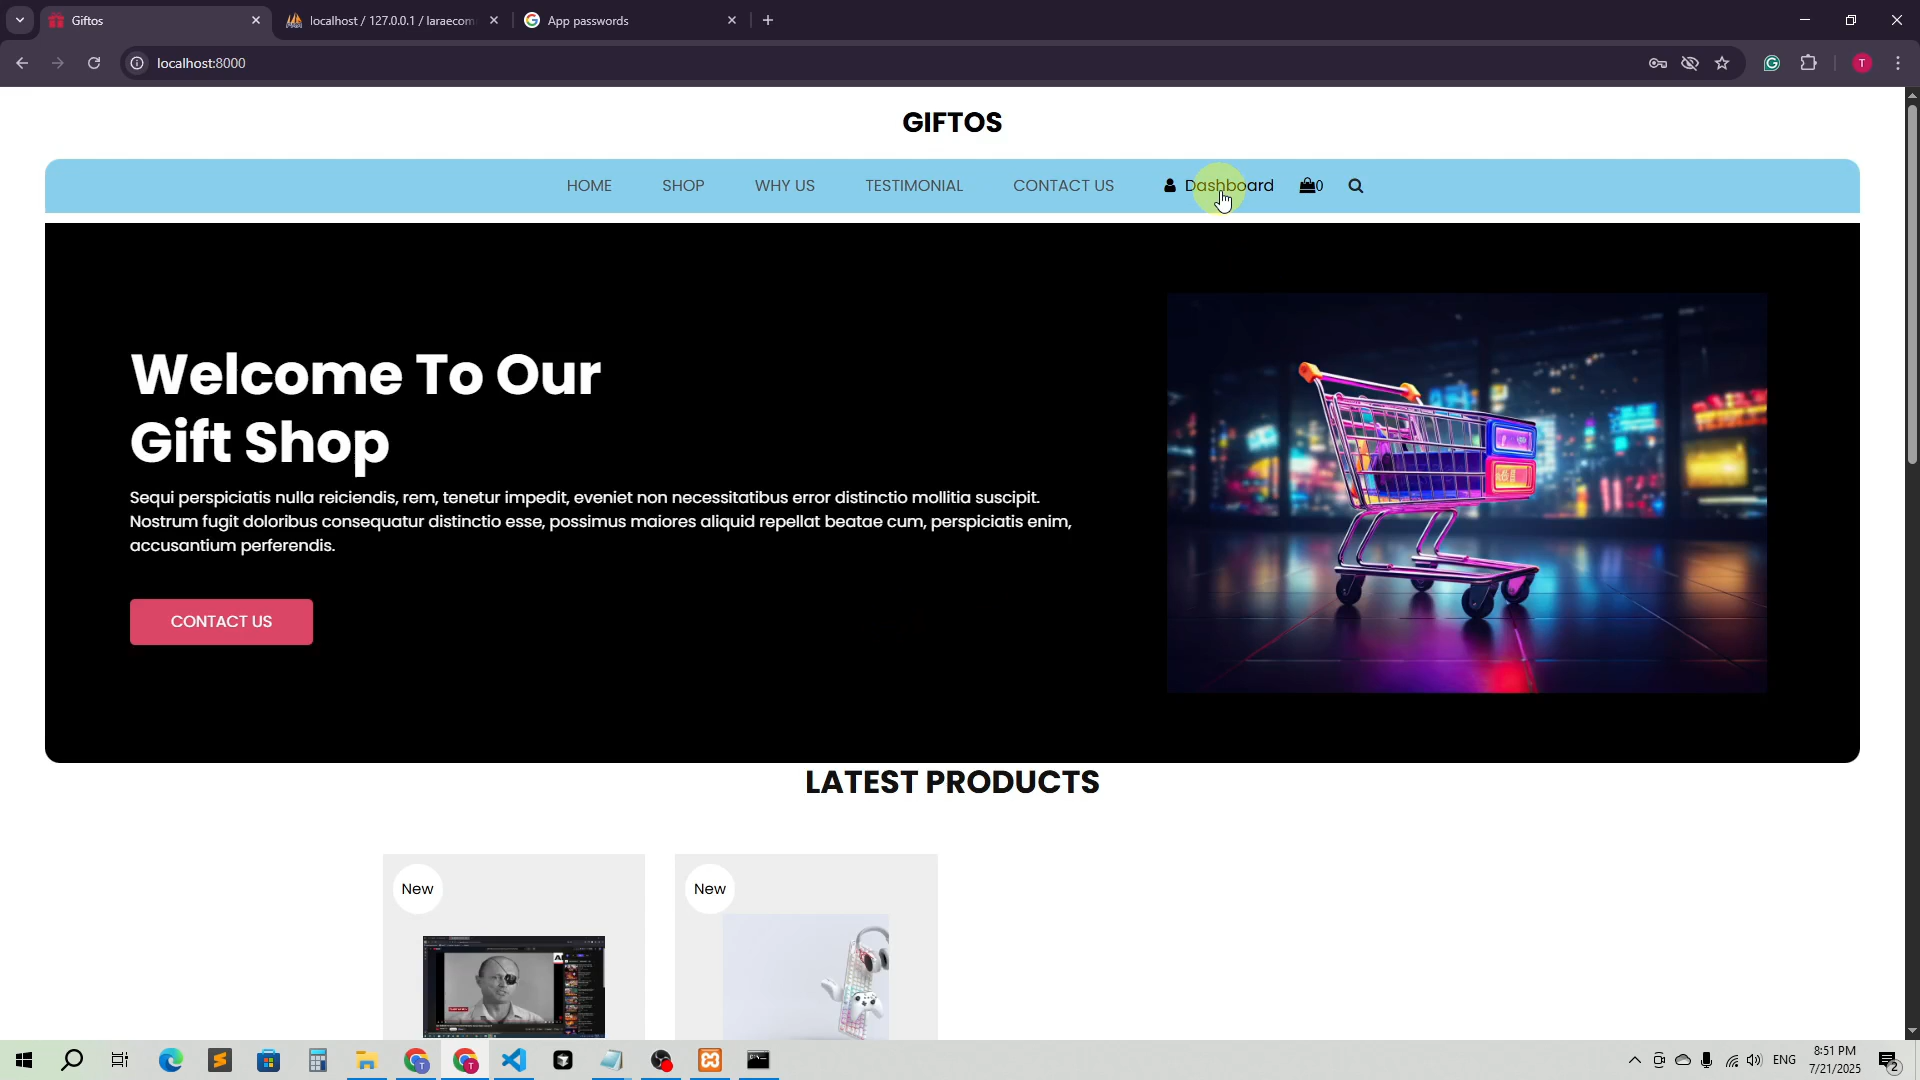 Giftos
localhost / 127.0.0.1 / laraecom
App passwords
localhost:8000
T
GIFTOS
HOME
SHOP
WHY US
TESTIMONIAL
CONTACT US
Dashboard
0
Welcome To Our
Gift Shop
Sequi perspiciatis nulla reiciendis, rem, tenetur impedit, eveniet non necessitatibus error distinctio mollitia suscipit.
Nostrum fugit doloribus consequatur distinctio esse, possimus maiores aliquid repellat beatae cum, perspiciatis enim,
accusantium perferendis.
CONTACT US
LATEST PRODUCTS
New
New
ENG
8:51 PM
7/21/2025
2